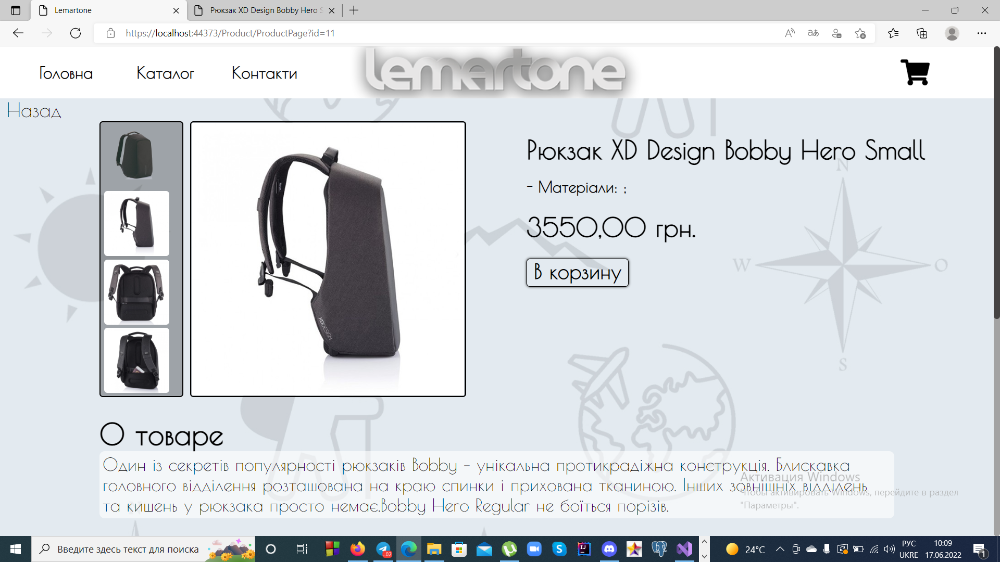 Lemartone
Рюкзак XD Design Bobby Hero S
https://localhost:44373/Product/ProductPage?id=11
Головна Каталог Контакти
lemartone
Назад
Рюкзак XD Design Bobby Hero Small
- Матеріали: ;
3550,00 грн.
В корзину
N
W
O
S
XDDESIGN
О товаре
Один із секретів популярності рюкзаків Bobby – унікальна протикрадіжна конструкція. Блискавка
головного відділення розташована на краю спинки і прихована тканиною. Інших зовнішніх відділень
та кишень у рюкзака просто немає.Bobby Hero Regular не боїться порізів.
Активация Windows
Чтобы активировать Windows, перейдите в раздел
"Параметры".
Введите здесь текст для поиска
..02
24°C
РУС
UKRE
10:09
17.06.2022
1